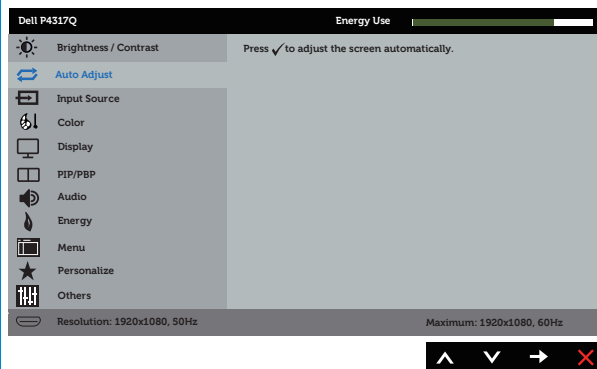 Dell P4317Q Energy Use
Brightness / Contrast Press ✓ to adjust the screen automatically.
Auto Adjust
Input Source
Color
Display
PIP/PBP
Audio
Energy
Menu
Personalize
Others
Resolution: 1920x1080, 50Hz Maximum: 1920x1080, 60Hz